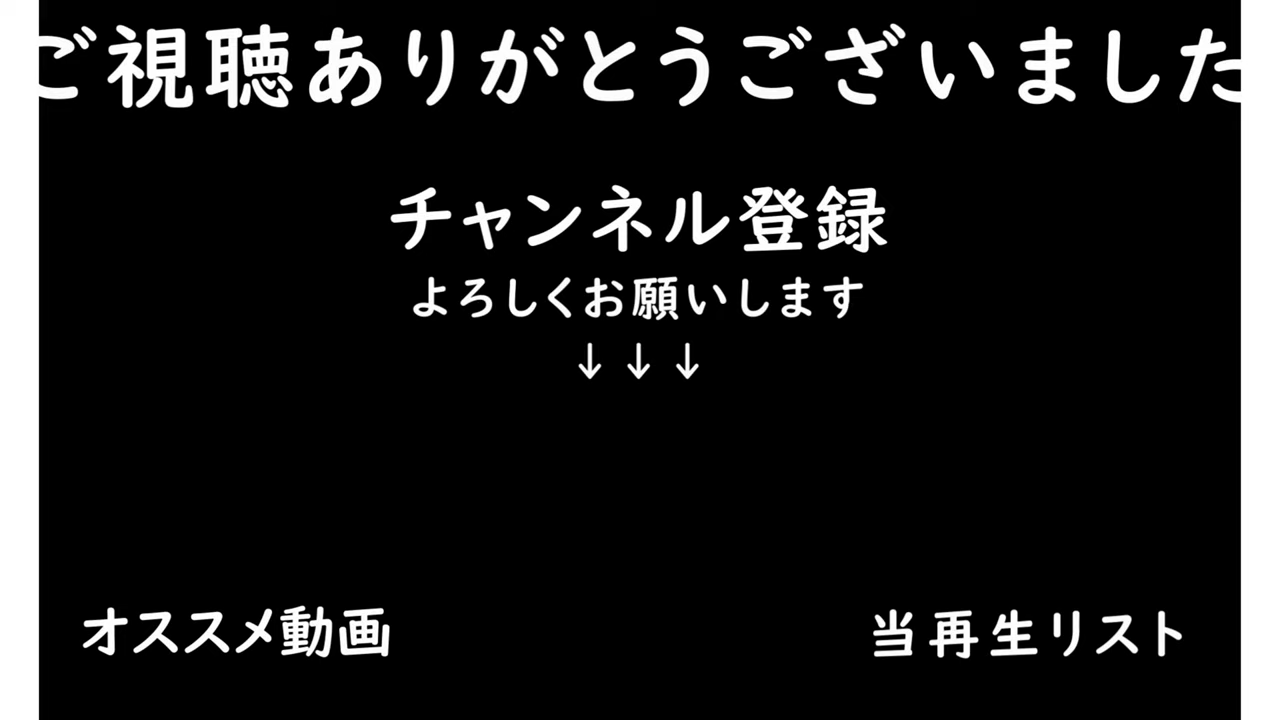 ご視聴ありがとうございました
チャンネル登録
よろしくお願いします
↓↓↓
オススメ動画
当再生リスト